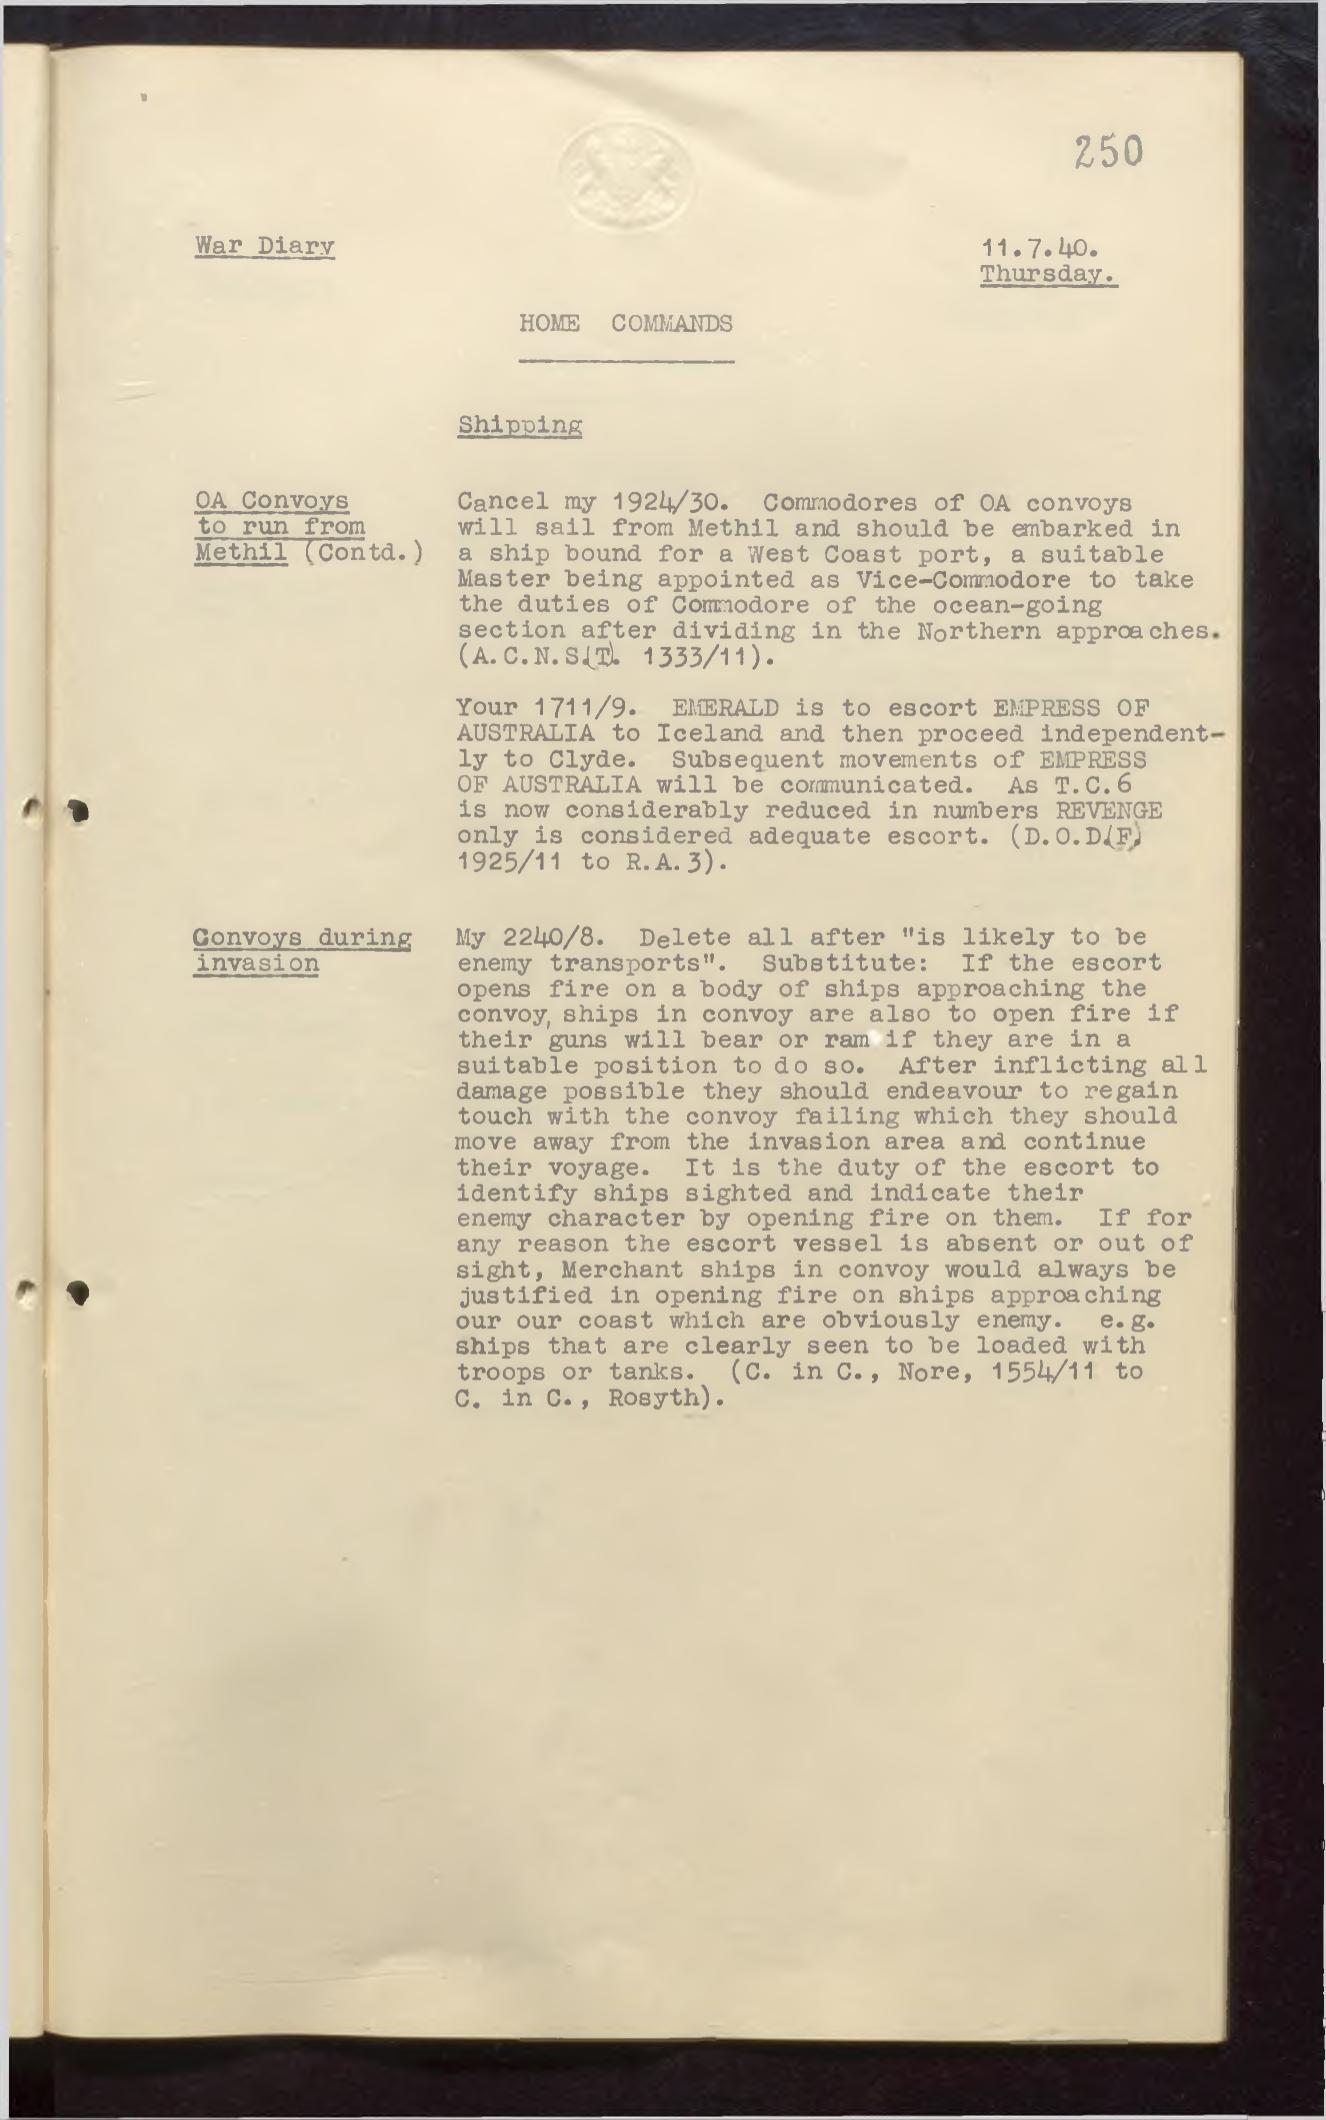 250
War Diary
11.7.40.
Thursday.
HOME COMMANDS
Shipping
OA Convoys
to run from
Methil (Contd.)
Cancel my 1924/30. Commodores of OA convoys
will sail from Methil and should be embarked in
a ship bound for a West Coast port, a suitable
Master being appointed as Vice-Commodore to take
the duties of Commodore of the ocean-going
section after dividing in the Northern approaches.
(A.C.N.S.(T). 1333/11).
Your 1711/9. EMERALD is to escort EMPRESS OF
AUSTRALIA to Iceland and then proceed independent-
ly to Clyde. Subsequent movements of EMPRESS
OF AUSTRALIA will be communicated. As T.C.6
is now considerably reduced in numbers REVENGE
only is considered adequate escort. (D.O.D.(F)
1925/11 to R.A.3).
Convoys during
invasion
My 2240/8. Delete all after "is likely to be
enemy transports". Substitute: If the escort
opens fire on a body of ships approaching the
convoy, ships in convoy are also to open fire if
their guns will bear or ram if they are in a
suitable position to do so. After inflicting all
damage possible they should endeavour to regain
touch with the convoy failing which they should
move away from the invasion area and continue
their voyage. It is the duty of the escort to
identify ships sighted and indicate their
enemy character by opening fire on them. If for
any reason the escort vessel is absent or out of
sight, Merchant ships in convoy would always be
justified in opening fire on ships approaching
our our coast which are obviously enemy. e.g.
ships that are clearly seen to be loaded with
troops or tanks. (C. in C., Nore, 1554/11 to
C. in C., Rosyth).